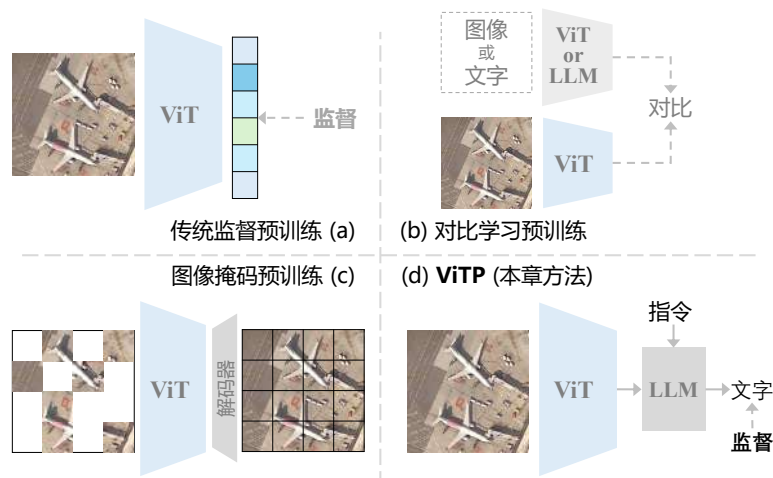 ViT
监督
传统监督预训练 (a)
图像
或
文字
ViT
or
LLM
对比
ViT
(b) 对比学习预训练
图像掩码预训练 (c)
ViT
解码器
(d) ViTP (本章方法)
指令
ViT
LLM
文字
监督